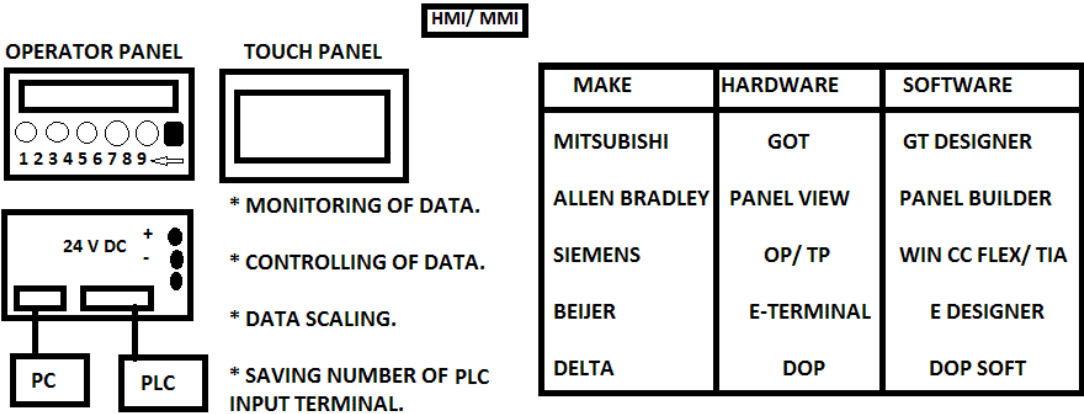 HMI/ MMI
OPERATOR PANEL
TOUCH PANEL
1 2 3 4 5 6 7 8 9
24 V DC
+
-
PC
PLC
* MONITORING OF DATA.
* CONTROLLING OF DATA.
* DATA SCALING.
* SAVING NUMBER OF PLC
INPUT TERMINAL.
MAKE HARDWARE SOFTWARE
MITSUBISHI GOT GT DESIGNER
ALLEN BRADLEY PANEL VIEW PANEL BUILDER
SIEMENS OP/ TP WIN CC FLEX/ TIA
BEIJER E-TERMINAL E DESIGNER
DELTA DOP DOP SOFT